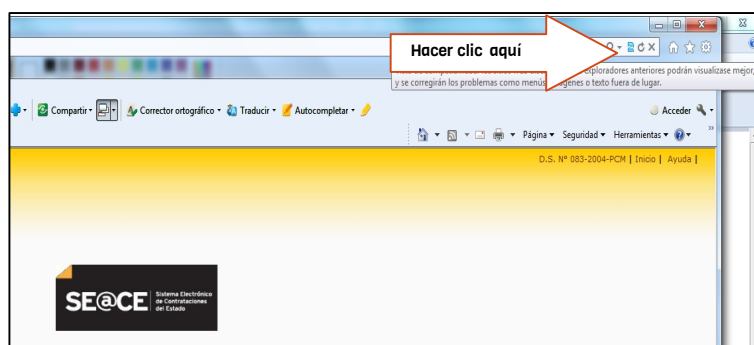 Hacer clic aquí
exploradores anteriores podrán visualizase mejor,
y se corregirán los problemas como menús, imágenes o texto fuera de lugar.
Compartir
Corrector ortográfico
Traducir
Autocompletar
Acceder
Página
Seguridad
Herramientas
D.S. Nº 083-2004-PCM | Inicio | Ayuda |
SE@CE
Sistema Electrónico
de Contrataciones
del Estado